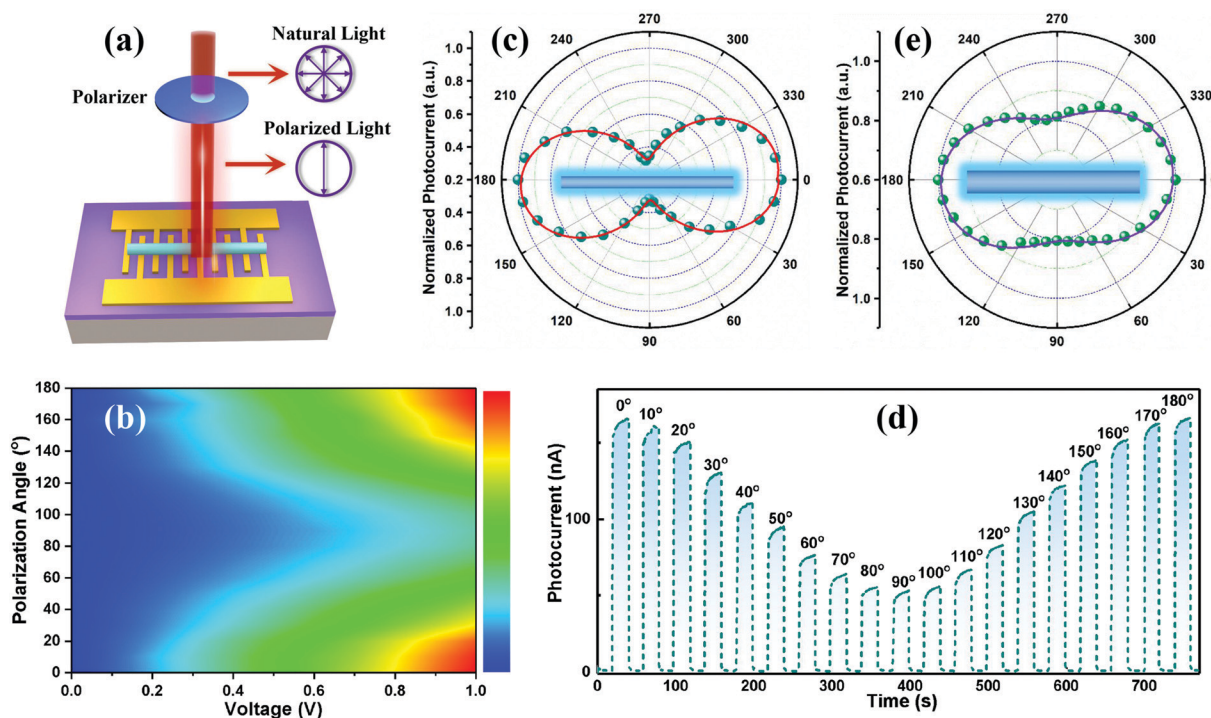 (a)
Natural Light
Polarizer
Polarized Light
(c)
Normalized Photocurrent (a.u.)
1.0
0.8
0.6
0.4
0.2
0.4
0.6
0.8
1.0
270
240
300
210
330
180
0
150
30
120
60
90
(e)
Normalized Photocurrent (a.u.)
1.0
0.8
0.6
0.8
1.0
270
240
300
210
330
180
0
150
30
120
60
90
(b)
Polarization Angle (°)
180
160
140
120
100
80
60
40
20
0
0.0 0.2 0.4 0.6 0.8 1.0
Voltage (V)
(d)
Photocurrent (nA)
100
0
0° 10° 20° 30° 40° 50° 60° 70° 80° 90° 100° 110° 120° 130° 140° 150° 160° 170° 180°
0 100 200 300 400 500 600 700
Time (s)